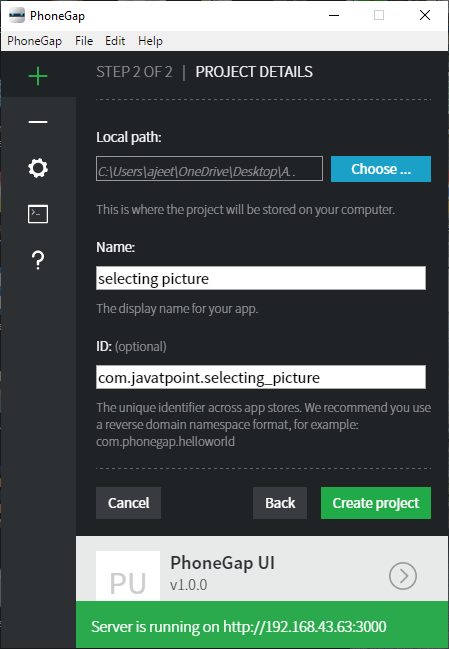 PhoneGap
PhoneGap File Edit Help
STEP 2 OF 2 | PROJECT DETAILS
Local path:
C:\Users\ajeet\OneDrive\Desktop\A..
Choose ...
This is where the project will be stored on your computer.
Name:
selecting picture
The display name for your app.
ID: (optional)
com.javatpoint.selecting_picture
The unique identifier across app stores. We recommend you use
a reverse domain namespace format, for example:
com.phonegap.helloworld
Cancel Back Create project
PU
PhoneGap UI
v1.0.0
Server is running on http://192.168.43.63:3000